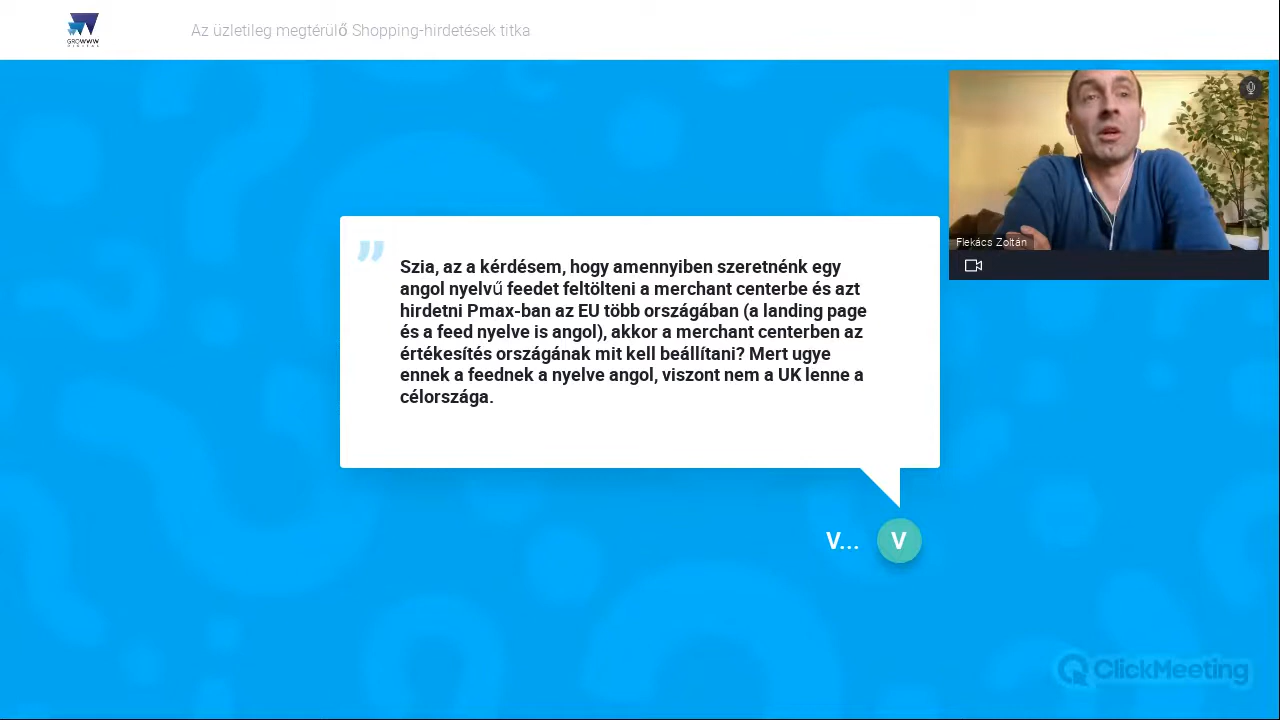 Az üzletileg megtérülő Shopping-hirdetések titka
GROWWW
DIGITAL
Flekács Zoltán
Szia, az a kérdésem, hogy amennyiben szeretnénk egy
angol nyelvű feedet feltölteni a merchant centerbe és azt
hirdetni Pmax-ban az EU több országában (a landing page
és a feed nyelve is angol), akkor a merchant centerben az
értékesítés országának mit kell beállítani? Mert ugye
ennek a feednek a nyelve angol, viszont nem a UK lenne a
célországa.
V...
V
ClickMeeting